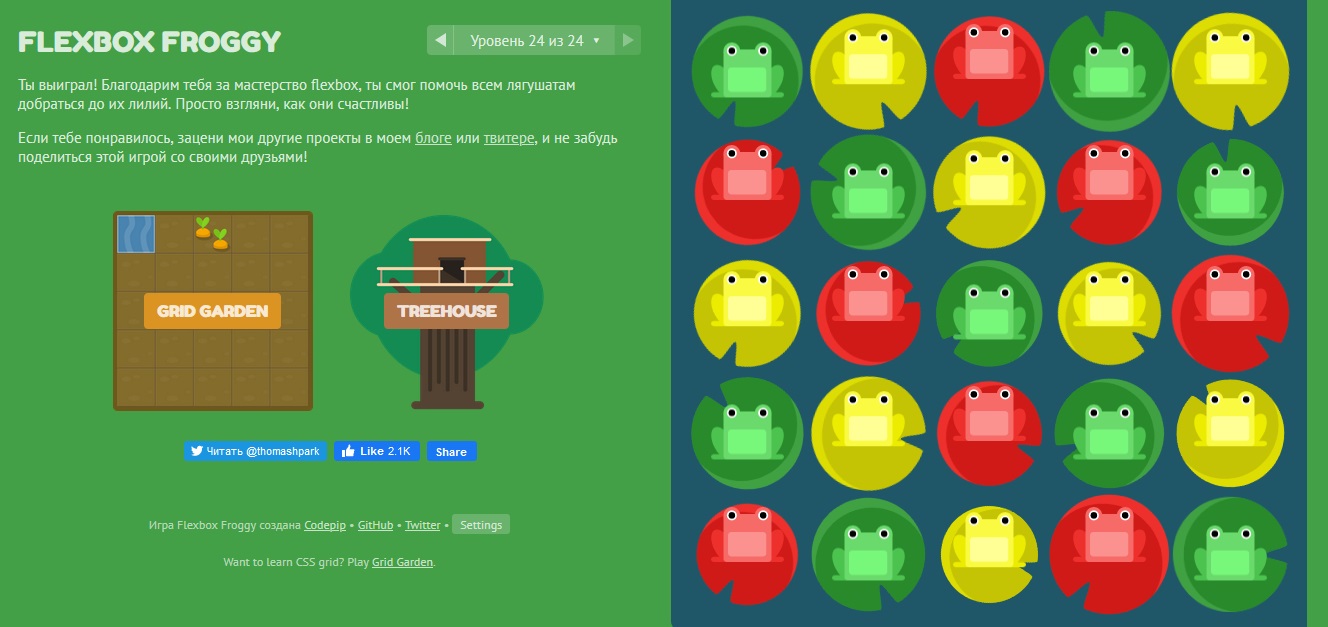 FLEXBOX FROGGY
Уровень 24 из 24
Ты выиграл! Благодарим тебя за мастерство flexbox, ты смог помочь всем лягушатам
добраться до их лилий. Просто взгляни, как они счастливы!
Если тебе понравилось, зацени мои другие проекты в моем блоге или твитере, и не забудь
поделиться этой игрой со своими друзьями!
GRID GARDEN
TREEHOUSE
Читать @thomashpark
Like 2.1K
Share
Игра Flexbox Froggy создана Codepip • GitHub • Twitter • Settings
Want to learn CSS grid? Play Grid Garden.